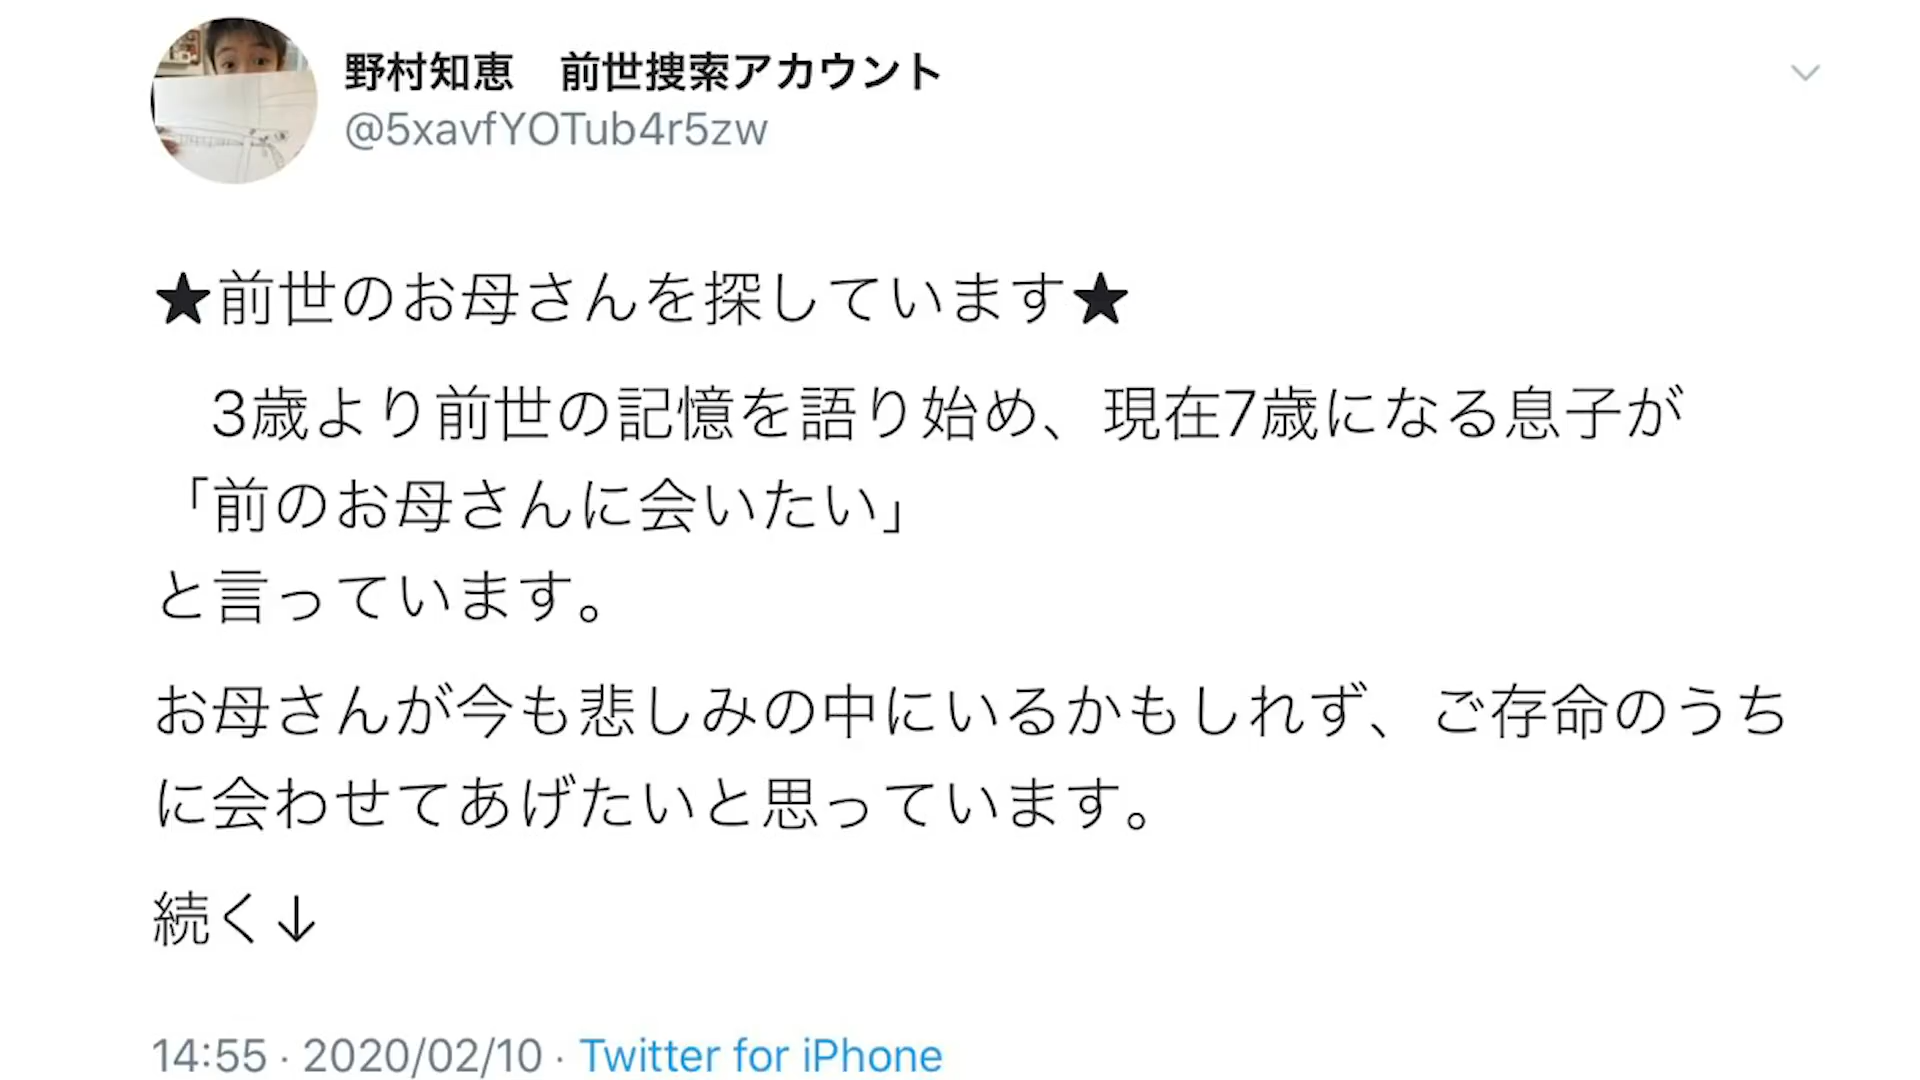 野村知恵　前世捜索アカウント
@5xavfYOTub4r5zw
★前世のお母さんを探しています★
　3歳より前世の記憶を語り始め、現在7歳になる息子が
「前のお母さんに会いたい」
と言っています。
お母さんが今も悲しみの中にいるかもしれず、ご存命のうち
に会わせてあげたいと思っています。
続く↓
14:55 · 2020/02/10 · Twitter for iPhone